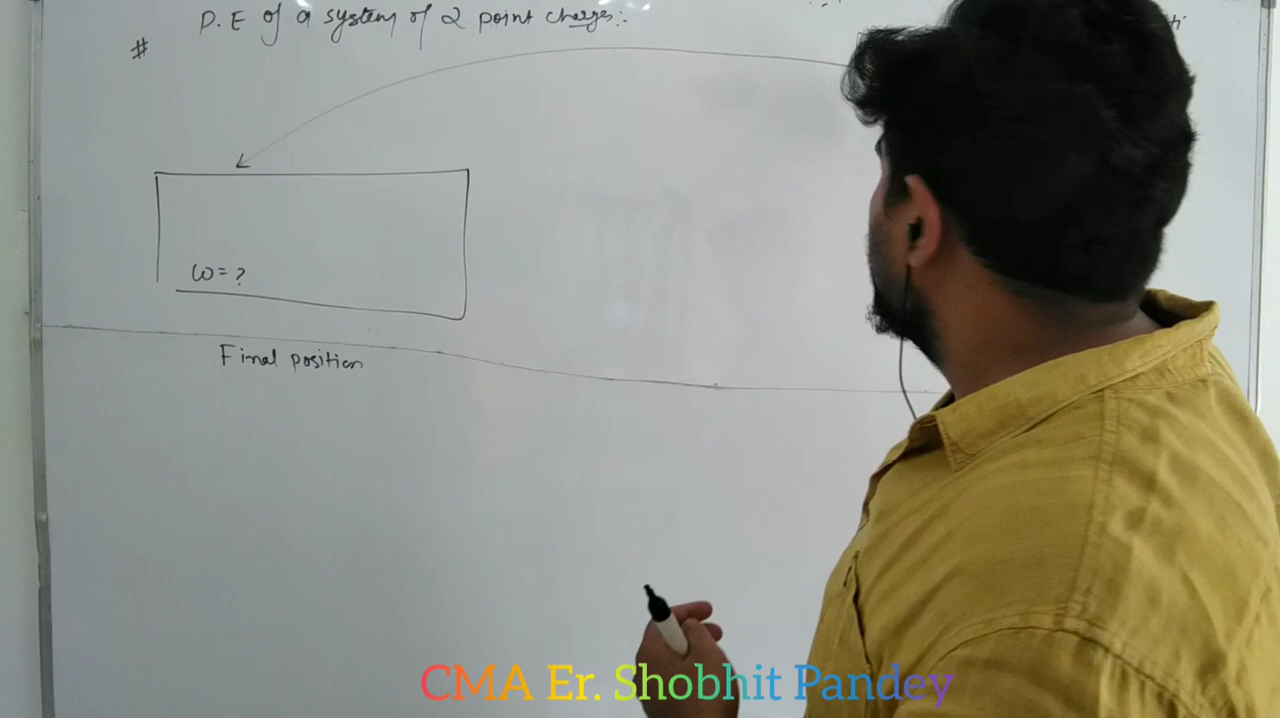 P.E of a system of 2 point charges:.
#
W = ?
Final position
CMA Er. Shobhit Pandey